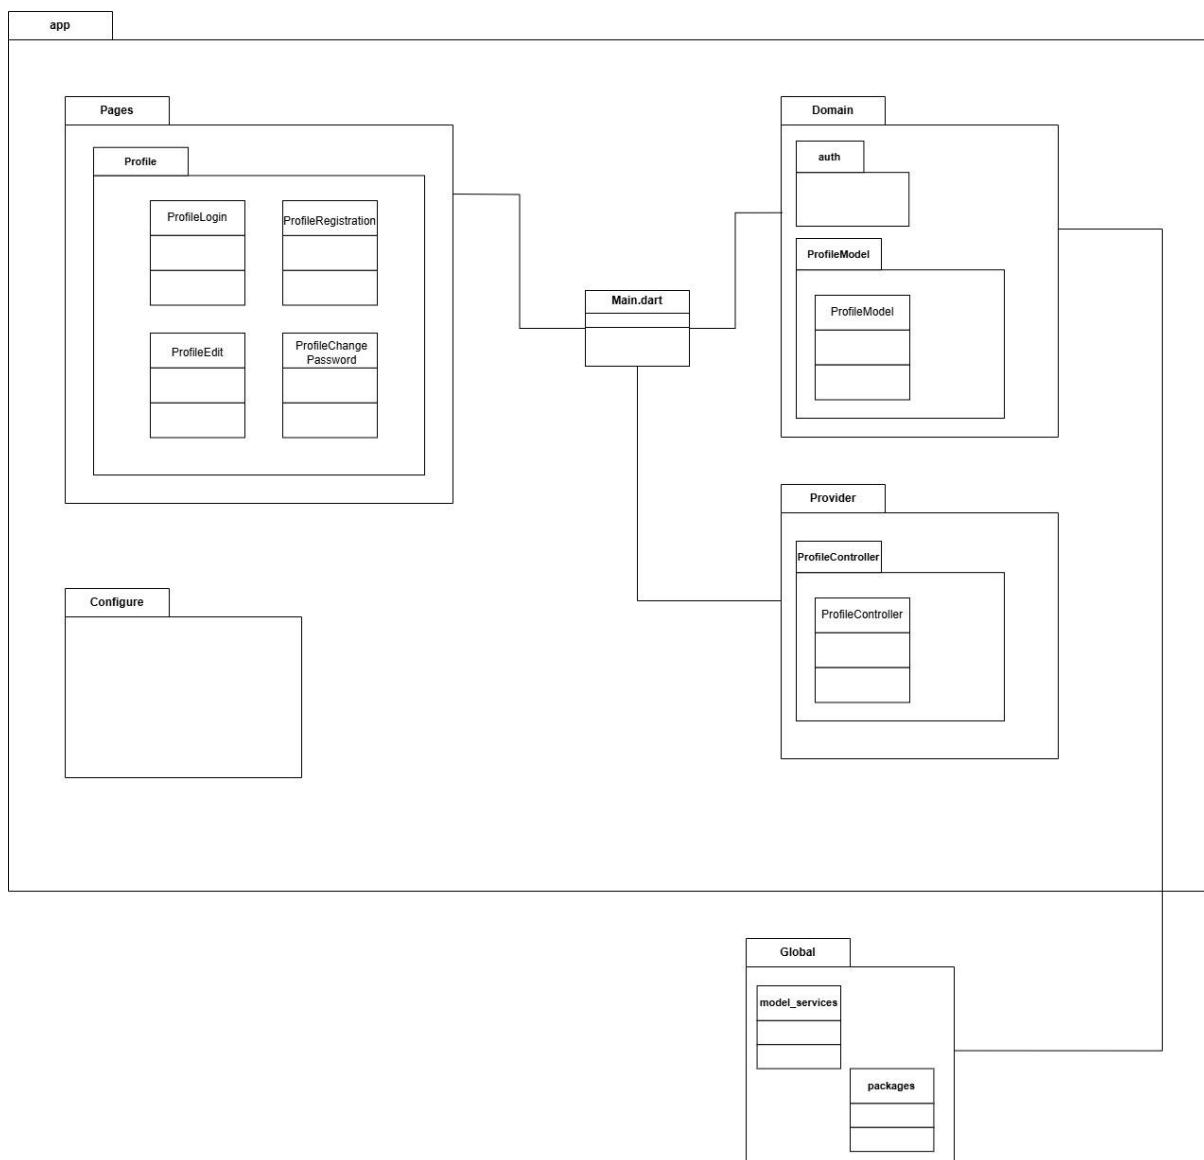 app
Pages
Profile
ProfileLogin
ProfileRegistration
ProfileEdit
ProfileChange
Password
Main.dart
Domain
auth
ProfileModel
ProfileModel
Provider
ProfileController
ProfileController
Configure
Global
model_services
packages